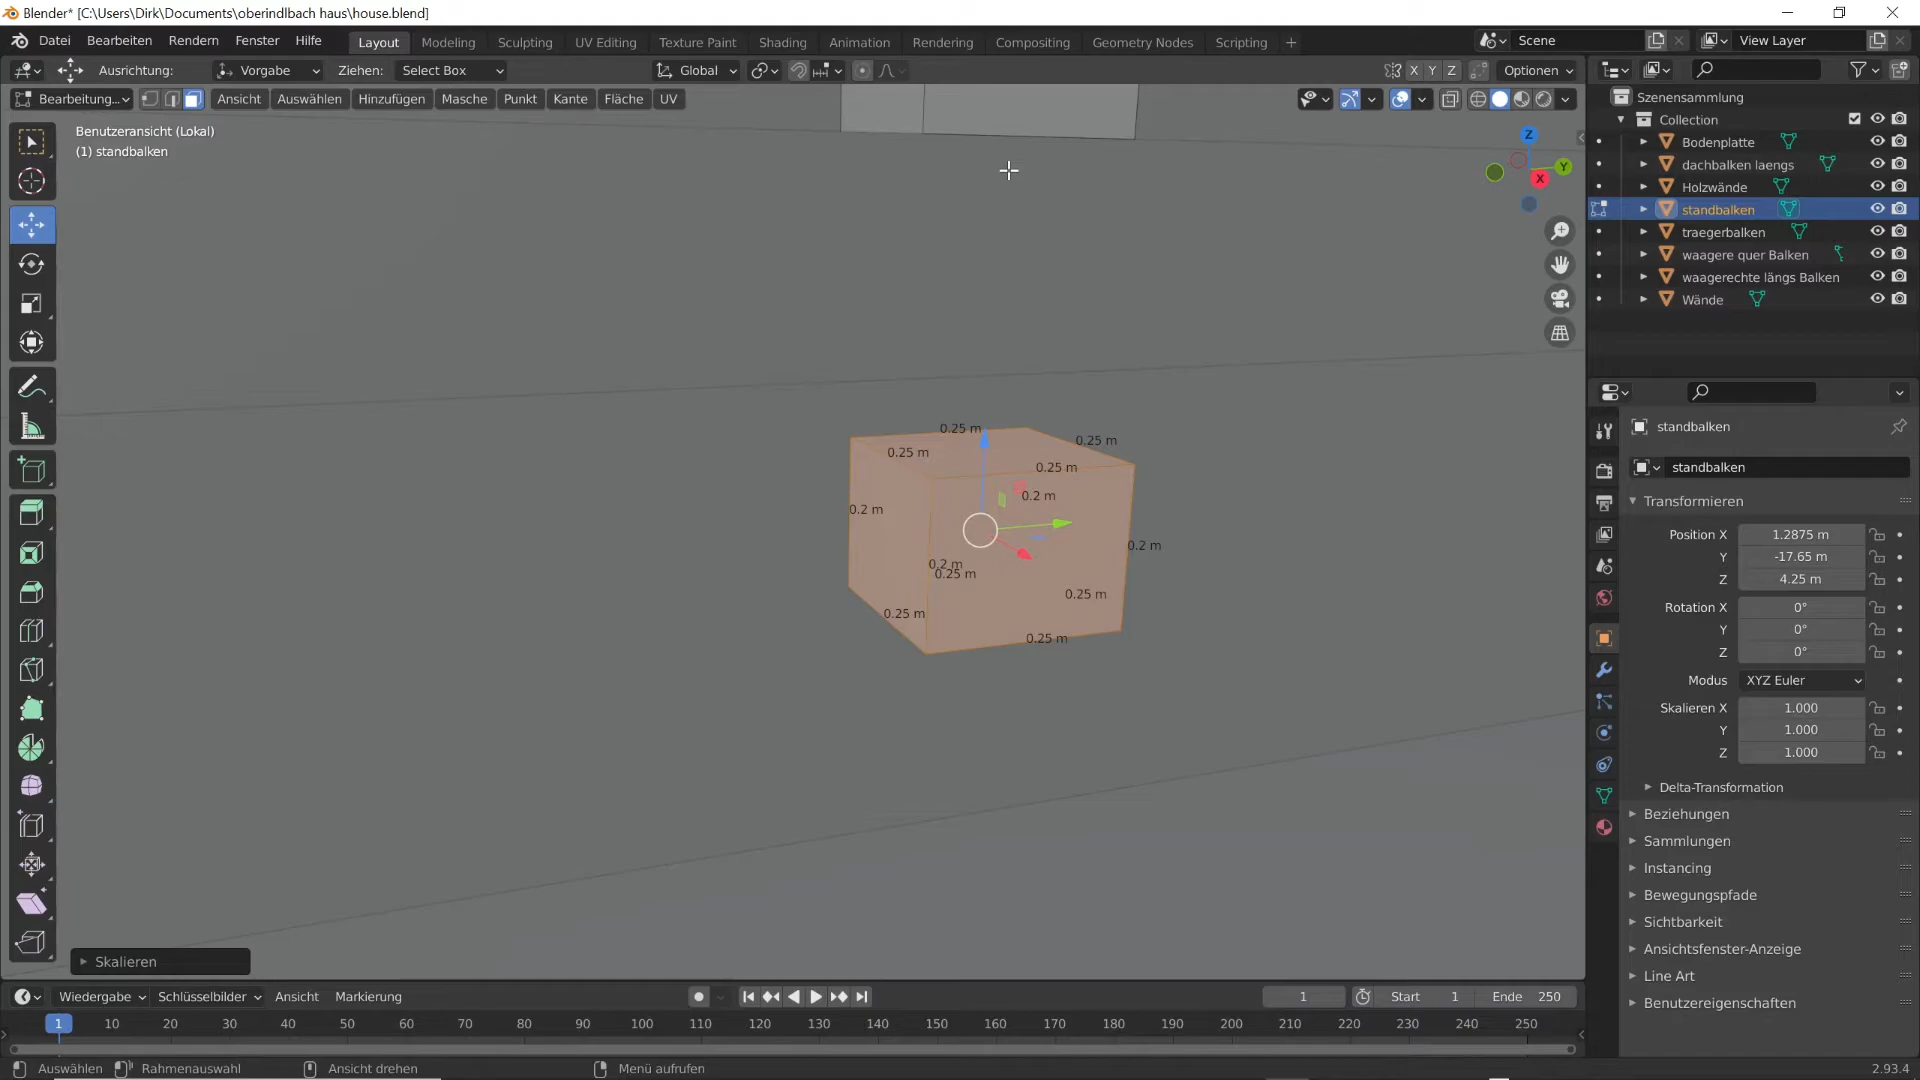 Blender* [C:\Users\Dirk\Documents\oberindlbach haus\house.blend]
Datei Bearbeiten Rendern Fenster Hilfe Layout Modeling Sculpting UV Editing Texture Paint Shading Animation Rendering Compositing Geometry Nodes Scripting + Scene View Layer
Ausrichtung: Vorgabe Ziehen: Select Box Global X Y Z Optionen
Bearbeitung... Ansicht Auswählen Hinzufügen Masche Punkt Kante Fläche UV
Benutzeransicht (Lokal)
(1) standbalken
Z
Y
X
0.25 m
0.25 m
0.25 m
0.25 m
0.2 m
0.2 m
0.2 m
0.2 m
0.25 m
0.25 m
0.25 m
0.25 m
Skalieren
Szenensammlung
Collection
Bodenplatte
dachbalken laengs
Holzwände
standbalken
traegerbalken
waagere quer Balken
waagerechte längs Balken
Wände
standbalken
standbalken
Transformieren
Position X 1.2875 m
Y -17.65 m
Z 4.25 m
Rotation X 0°
Y 0°
Z 0°
Modus XYZ Euler
Skalieren X 1.000
Y 1.000
Z 1.000
Delta-Transformation
Beziehungen
Sammlungen
Instancing
Bewegungspfade
Sichtbarkeit
Ansichtsfenster-Anzeige
Line Art
Benutzereigenschaften
Wiedergabe Schlüsselbilder Ansicht Markierung 1 Start 1 Ende 250
1 10 20 30 40 50 60 70 80 90 100 110 120 130 140 150 160 170 180 190 200 210 220 230 240 250
Auswählen Rahmenauswahl Ansicht drehen Menü aufrufen 2.93.4